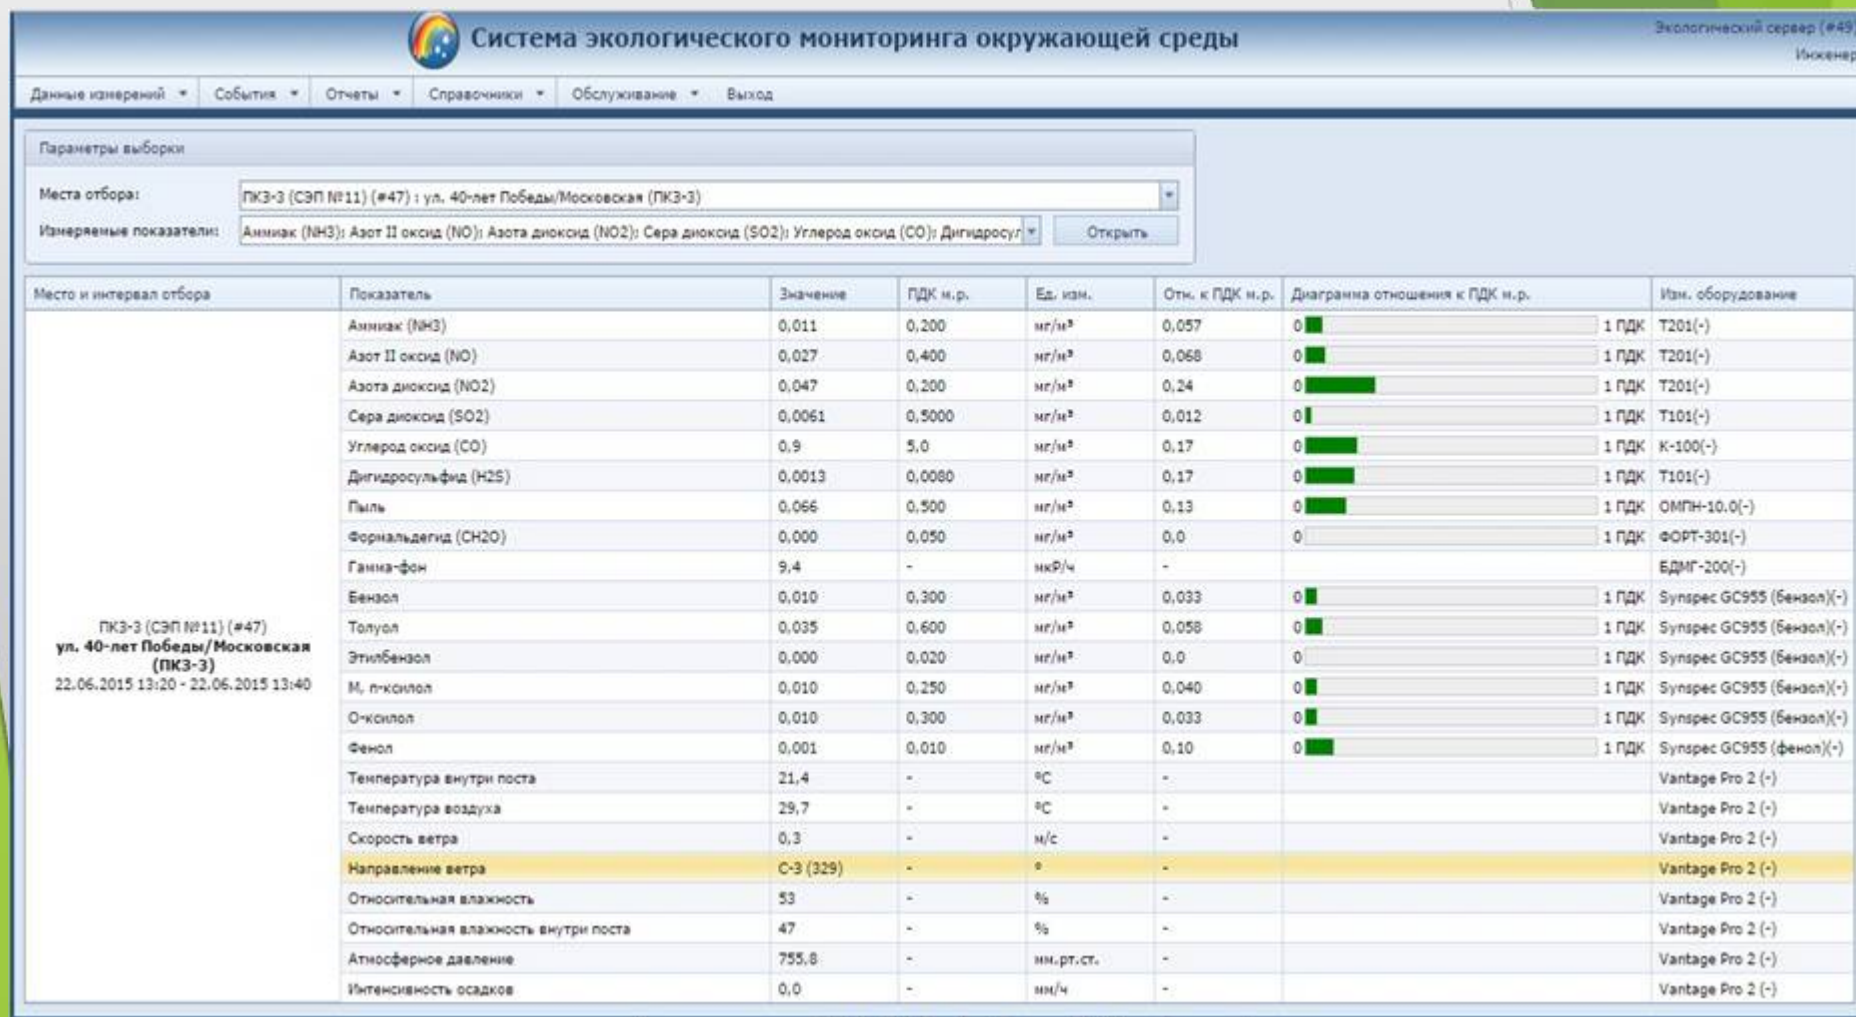 Система экологического мониторинга окружающей среды
Экологический сервер (#49)
Инженер
Данные измерений События Отчеты Справочники Обслуживание Выход
Параметры выборки
Места отбора: ПКЗ-3 (СЭП №11) (#47) : ул. 40-лет Победы/Московская (ПКЗ-3)
Измеряемые показатели: Аммиак (NH3); Азот II оксид (NO); Азота диоксид (NO2); Сера диоксид (SO2); Углерод оксид (CO); Дигидросул Открыть
Место и интервал отбора Показатель Значение ПДК м.р. Ед. изм. Отн. к ПДК м.р. Диаграмма отношения к ПДК м.р. Изм. оборудование
ПКЗ-3 (СЭП №11) (#47)
ул. 40-лет Победы/Московская
(ПКЗ-3)
22.06.2015 13:20 - 22.06.2015 13:40
Аммиак (NH3) 0,011 0,200 мг/м³ 0,057 0 1 ПДК T201(-)
Азот II оксид (NO) 0,027 0,400 мг/м³ 0,068 0 1 ПДК T201(-)
Азота диоксид (NO2) 0,047 0,200 мг/м³ 0,24 0 1 ПДК T201(-)
Сера диоксид (SO2) 0,0061 0,5000 мг/м³ 0,012 0 1 ПДК T101(-)
Углерод оксид (CO) 0,9 5,0 мг/м³ 0,17 0 1 ПДК К-100(-)
Дигидросульфид (H2S) 0,0013 0,0080 мг/м³ 0,17 0 1 ПДК T101(-)
Пыль 0,066 0,500 мг/м³ 0,13 0 1 ПДК ОМПН-10.0(-)
Формальдегид (CH2O) 0,000 0,050 мг/м³ 0,0 0 1 ПДК ФОРТ-301(-)
Гамма-фон 9,4 - мкР/ч - БДМГ-200(-)
Бензол 0,010 0,300 мг/м³ 0,033 0 1 ПДК Synspec GC955 (бензол)(-)
Толуол 0,035 0,600 мг/м³ 0,058 0 1 ПДК Synspec GC955 (бензол)(-)
Этилбензол 0,000 0,020 мг/м³ 0,0 0 1 ПДК Synspec GC955 (бензол)(-)
М, п-ксилол 0,010 0,250 мг/м³ 0,040 0 1 ПДК Synspec GC955 (бензол)(-)
О-ксилол 0,010 0,300 мг/м³ 0,033 0 1 ПДК Synspec GC955 (бензол)(-)
Фенол 0,001 0,010 мг/м³ 0,10 0 1 ПДК Synspec GC955 (фенол)(-)
Температура внутри поста 21,4 - °C - Vantage Pro 2 (-)
Температура воздуха 29,7 - °C - Vantage Pro 2 (-)
Скорость ветра 0,3 - м/с - Vantage Pro 2 (-)
Направление ветра С-З (329) - ° - Vantage Pro 2 (-)
Относительная влажность 53 - % - Vantage Pro 2 (-)
Относительная влажность внутри поста 47 - % - Vantage Pro 2 (-)
Атмосферное давление 755,8 - мм.рт.ст. - Vantage Pro 2 (-)
Интенсивность осадков 0,0 - мм/ч - Vantage Pro 2 (-)